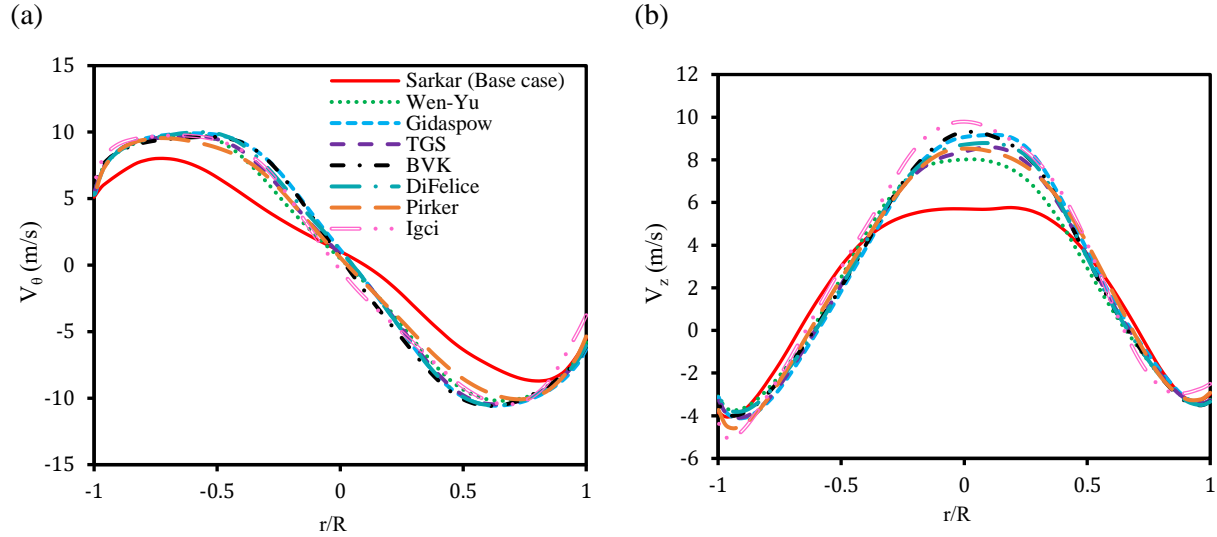 (a)
(b)
15
10
5
0
-5
-10
-15
-1
-0.5
0
0.5
1
V_θ (m/s)
r/R
Sarkar (Base case)
Wen-Yu
Gidaspow
TGS
BVK
DiFelice
Pirker
Igci
12
10
8
6
4
2
0
-2
-4
-6
-1
-0.5
0
0.5
1
V_z (m/s)
r/R